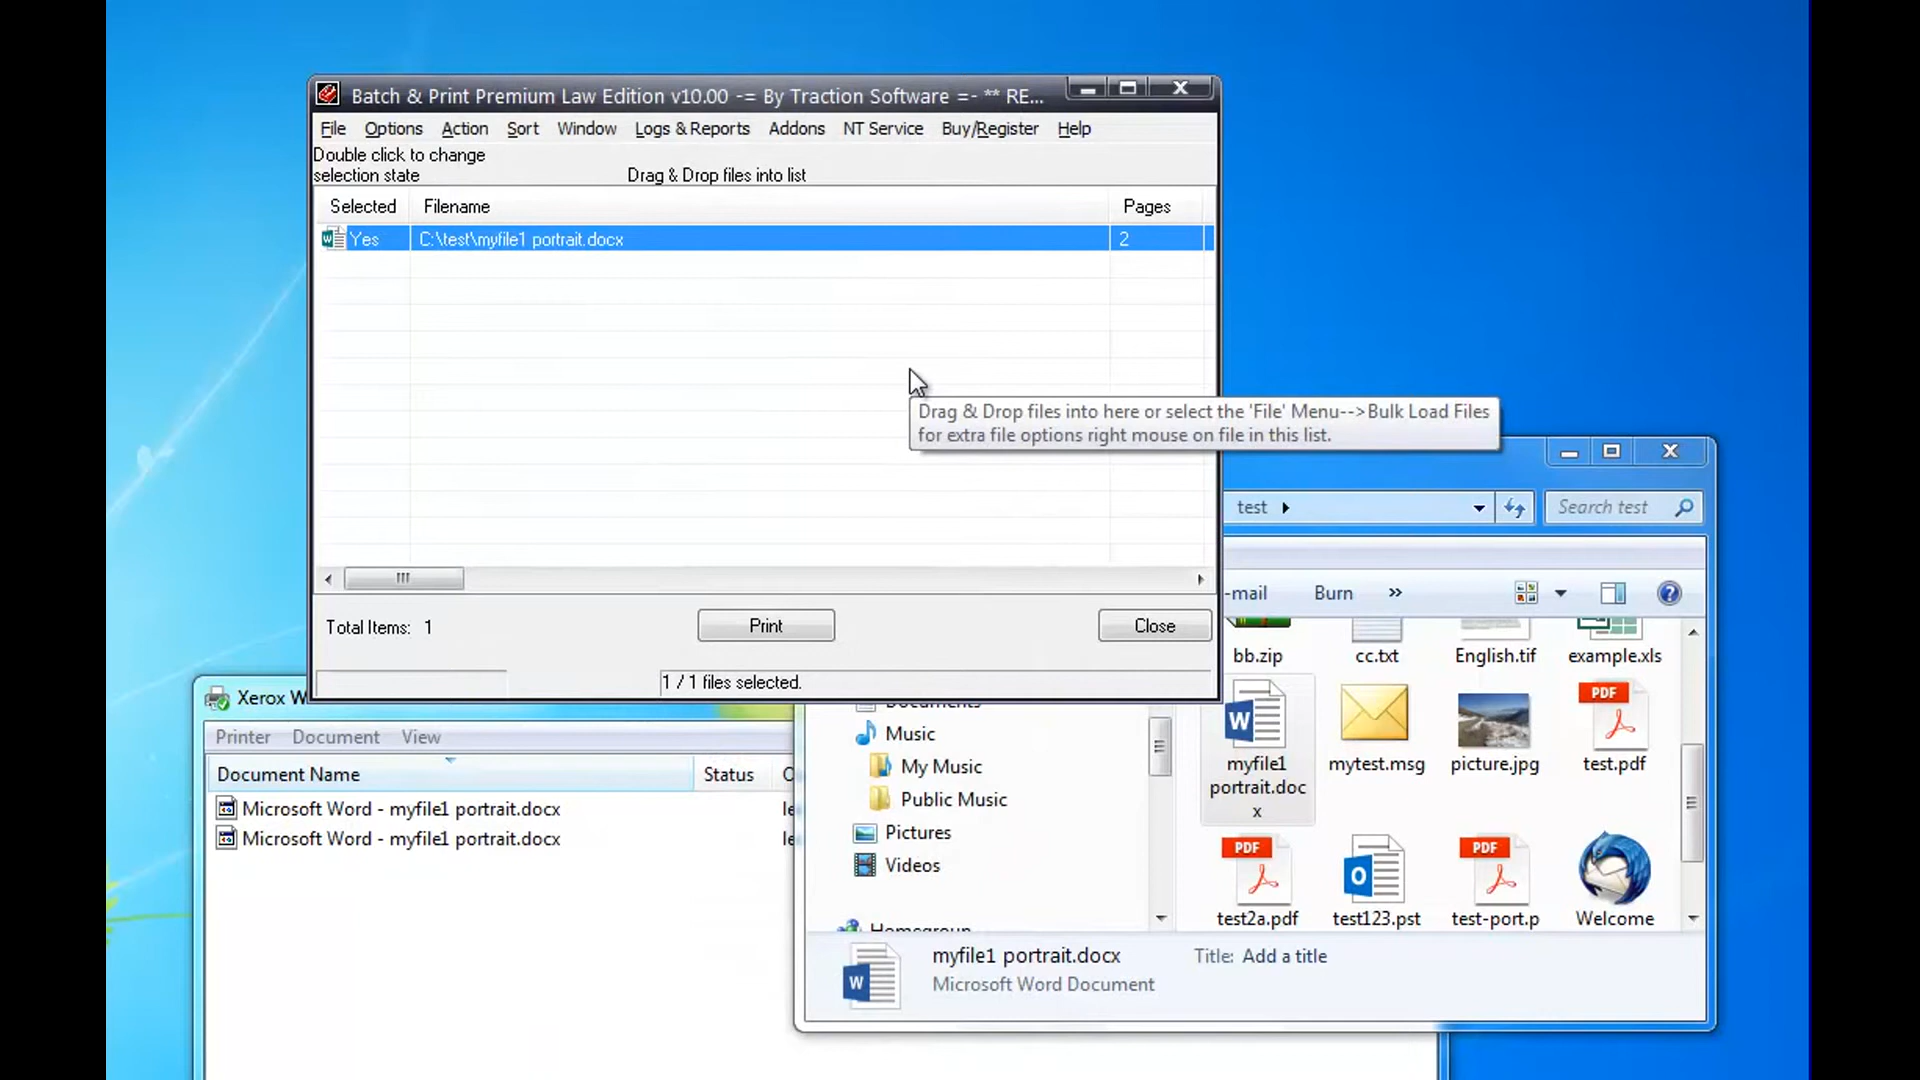 Batch & Print Premium Law Edition v10.00 -= By Traction Software =- ** RE...
File Options Action Sort Window Logs & Reports Addons NT Service Buy/Register Help
Double click to change
selection state
Drag & Drop files into list
Selected Filename Pages
Yes C:\test\myfile1 portrait.docx 2
Drag & Drop files into here or select the 'File' Menu-->Bulk Load Files
for extra file options right mouse on file in this list.
Total Items: 1
Print
Close
1 / 1 files selected.
test
Search test
-mail Burn »
bb.zip cc.txt English.tif example.xls
Music
My Music
Public Music
Pictures
Videos
myfile1
portrait.doc
x
mytest.msg picture.jpg test.pdf
PDF
test2a.pdf test123.pst test-port.p Welcome
PDF
PDF
myfile1 portrait.docx
Microsoft Word Document
Title: Add a title
Xerox W
Printer Document View
Document Name Status
Microsoft Word - myfile1 portrait.docx le
Microsoft Word - myfile1 portrait.docx le